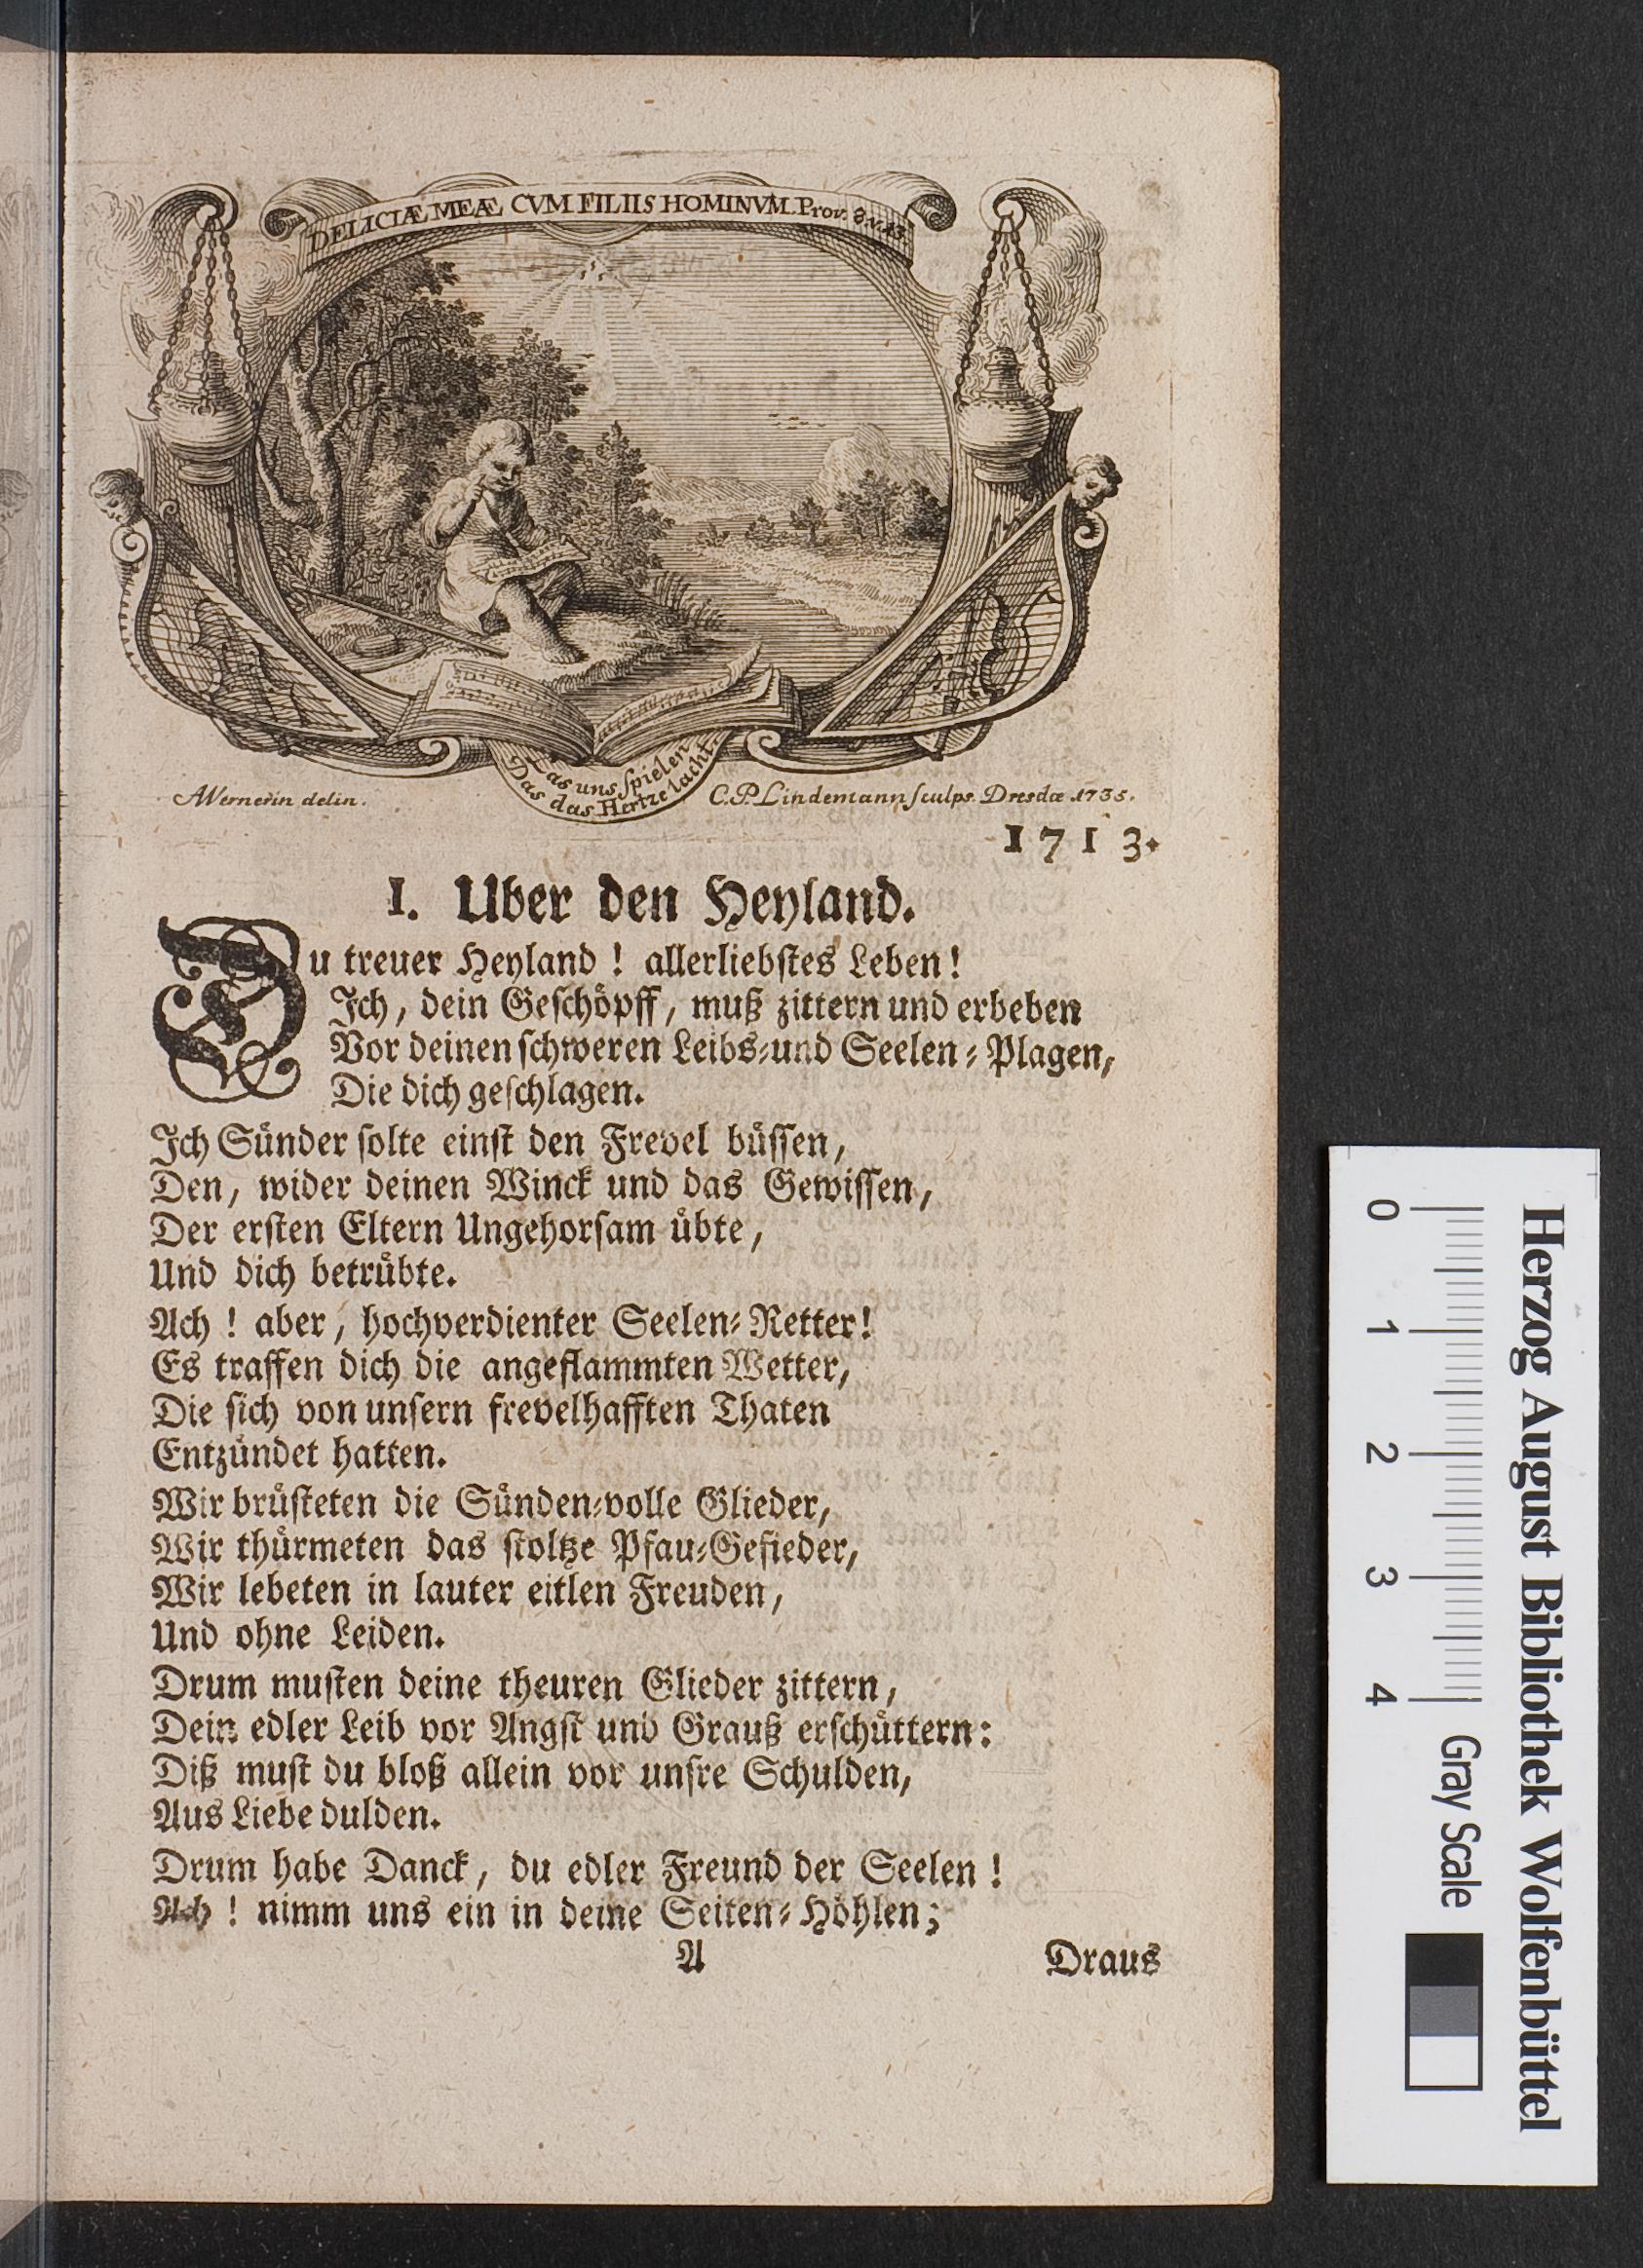 DELICIÆ MEÆ CVM FILIIS HOMINVM. Prov. 8.
Las uns spielen
Das das Hertze lacht.
AWernerin delin.
C.P. Lindemann sculps. Dresdæ 1735.
1713.
I. Uber den Heyland.
Du treuer Heyland! allerliebstes Leben!
Ich, dein Geschöpff, muß zittern und erbeben
Vor deinen schweren Leibs-und Seelen-Plagen,
Die dich geschlagen.
Ich Sünder solte einst den Frevel büssen,
Den, wider deinen Winck und das Gewissen,
Der ersten Eltern Ungehorsam übte,
Und dich betrübte.
Ach! aber, hochverdienter Seelen-Retter!
Es traffen dich die angeflammten Wetter,
Die sich von unsern frevelhafften Thaten
Entzündet hatten.
Wir brüsteten die Sünden-volle Glieder,
Wir thürmeten das stoltze Pfau-Gefieder,
Wir lebeten in lauter eitlen Freuden,
Und ohne Leiden.
Drum musten deine theuren Glieder zittern,
Dein edler Leib vor Angst und Grauß erschüttern:
Diß must du bloß allein vor unsre Schulden,
Aus Liebe dulden.
Drum habe Danck, du edler Freund der Seelen!
Ach! nimm uns ein in deine Seiten-Höhlen;
A
Draus
Herzog August Bibliothek Wolfenbüttel
0 1 2 3 4 Gray Scale